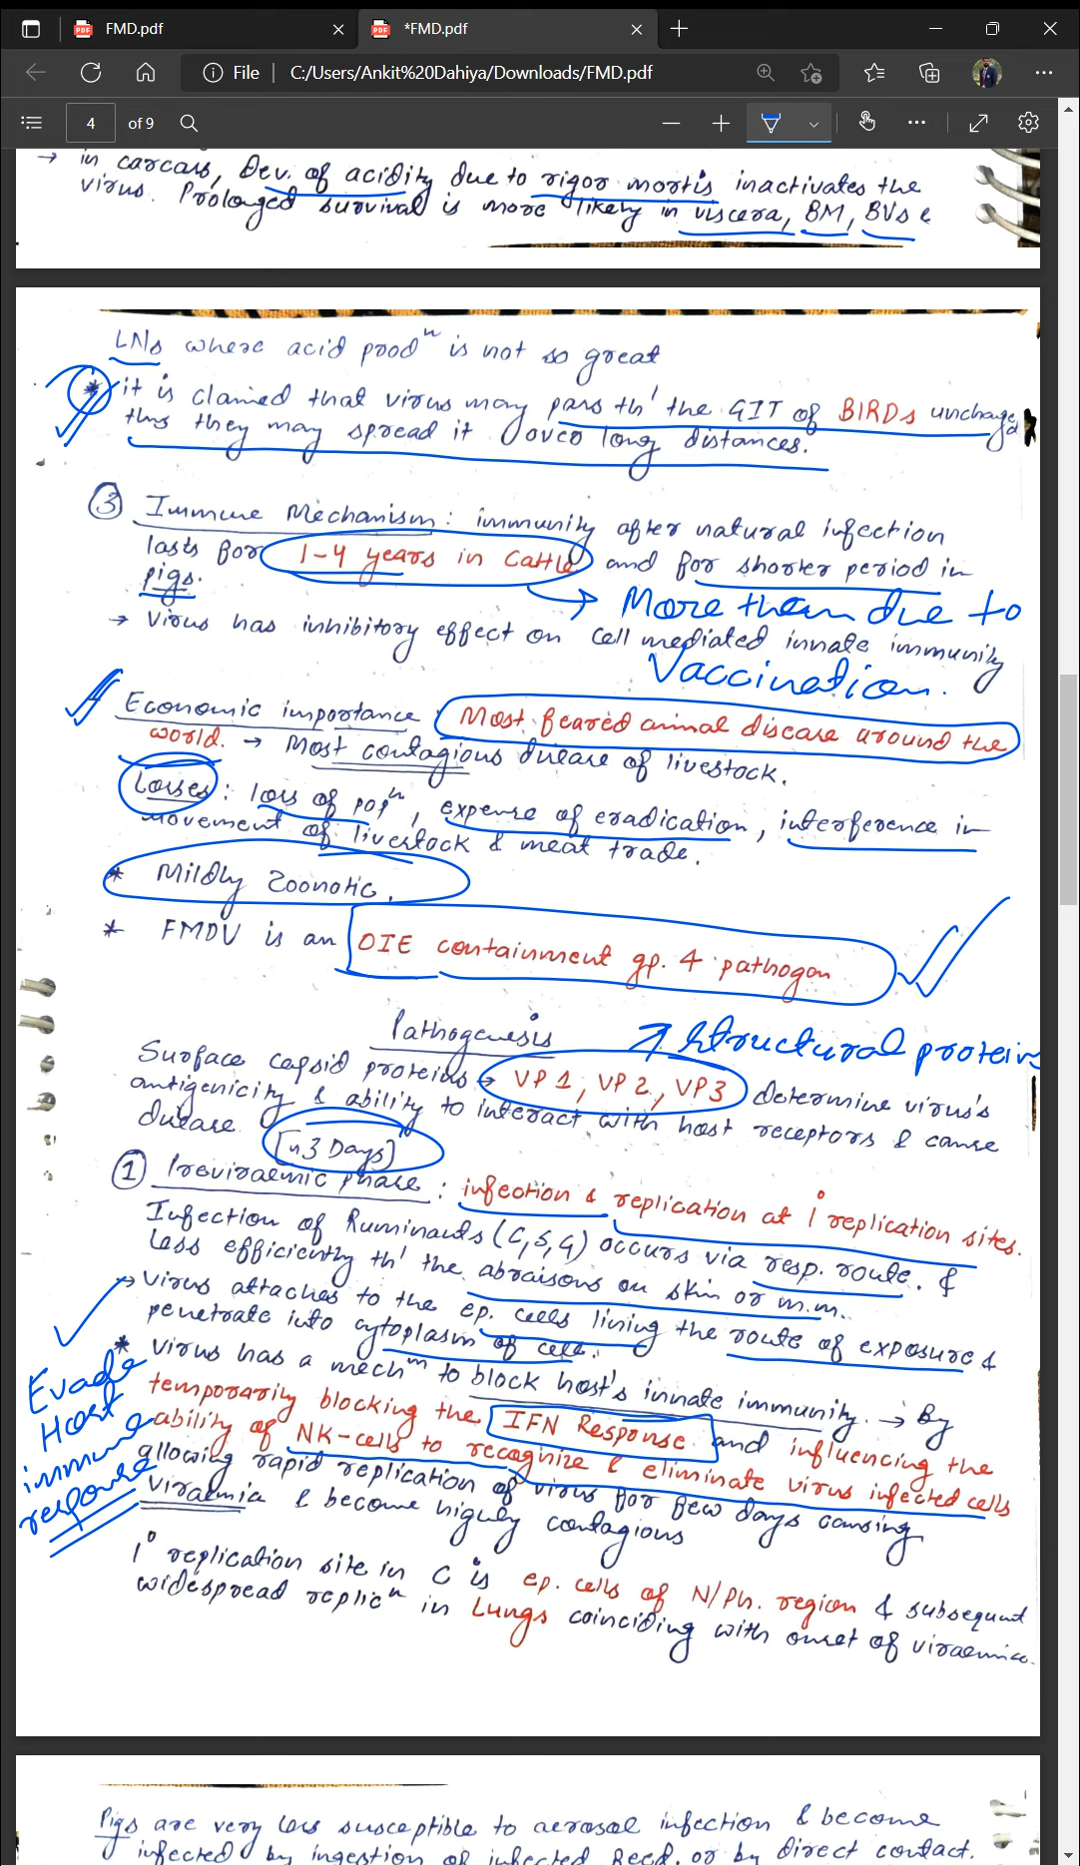 FMD.pdf
*FMD.pdf
File
C:/Users/Ankit%20Dahiya/Downloads/FMD.pdf
4
of 9
→ in carcass, Dev. of acidity due to rigor mortis inactivates the
virus. Prolonged survival is more likely in viscera, BM, BVs &
LNs where acid prodⁿ is not so great
* it is claimed that virus may pass th' the GIT of BIRDs unchanged
thus they may spread it over long distances.
③ Immune Mechanism: immunity after natural infection
lasts for 1-4 years in Cattle and for shorter period in
pigs.
→ More than due to
Vaccination.
→ Virus has inhibitory effect on cell mediated innate immunity
Economic importance: Most feared animal disease around the
world. → Most contagious disease of livestock.
Losses: loss of popⁿ, expense of eradication, interference in
movement of livestock & meat trade.
* Mildly Zoonotic.
* FMDV is an OIE containment gp. 4 pathogen
Pathogenesis
↗ Structural protein
Surface capsid proteins → VP1, VP2, VP3 determine virus's
antigenicity & ability to interact with host receptors & cause
disease.
[~3 Days]
① Previraemic phase: infection & replication at 1° replication sites.
Infection of Ruminants (C,S,G) occurs via resp. route. &
less efficiently th' the abraisons on skin or m.m.
→ Virus attaches to the ep. cells lining the route of exposure &
penetrate into cytoplasm of cell.
* Virus has a mechᵐ to block host's innate immunity. → By
temporarily blocking the IFN Response and influencing the
ability of NK-cells to recognize & eliminate virus infected cells
allowing rapid replication of virus for few days causing
viraemia & become highly contagious
Evade
Host
immune
response
1° replication site in C is ep. cells of N/Ph. region & subsequent
widespread replicⁿ in Lungs coinciding with onset of viraemia.
Pigs are very less susceptible to aerosol infection & become
infected by ingestion of infected feed. or by direct contact.